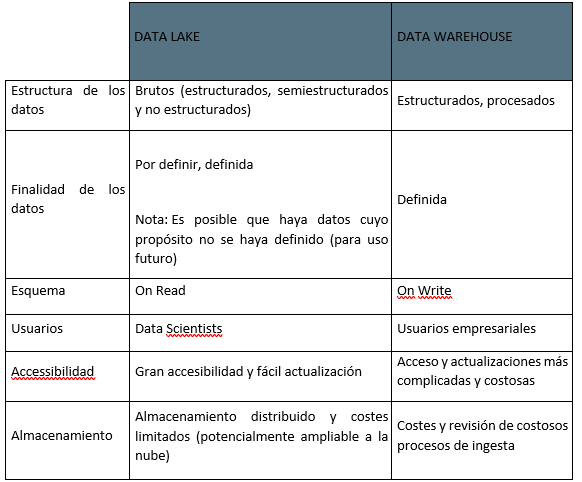 DATA LAKE
DATA WAREHOUSE
Estructura de los
datos
Brutos (estructurados, semiestructurados
y no estructurados)
Estructurados, procesados
Finalidad de los
datos
Por definir, definida
Nota: Es posible que haya datos cuyo
propósito no se haya definido (para uso
futuro)
Definida
Esquema
On Read
On Write
Usuarios
Data Scientists
Usuarios empresariales
Accessibilidad
Gran accesibilidad y fácil actualización
Acceso y actualizaciones más
complicadas y costosas
Almacenamiento
Almacenamiento distribuido y costes
limitados (potencialmente ampliable a la
nube)
Costes y revisión de costosos
procesos de ingesta